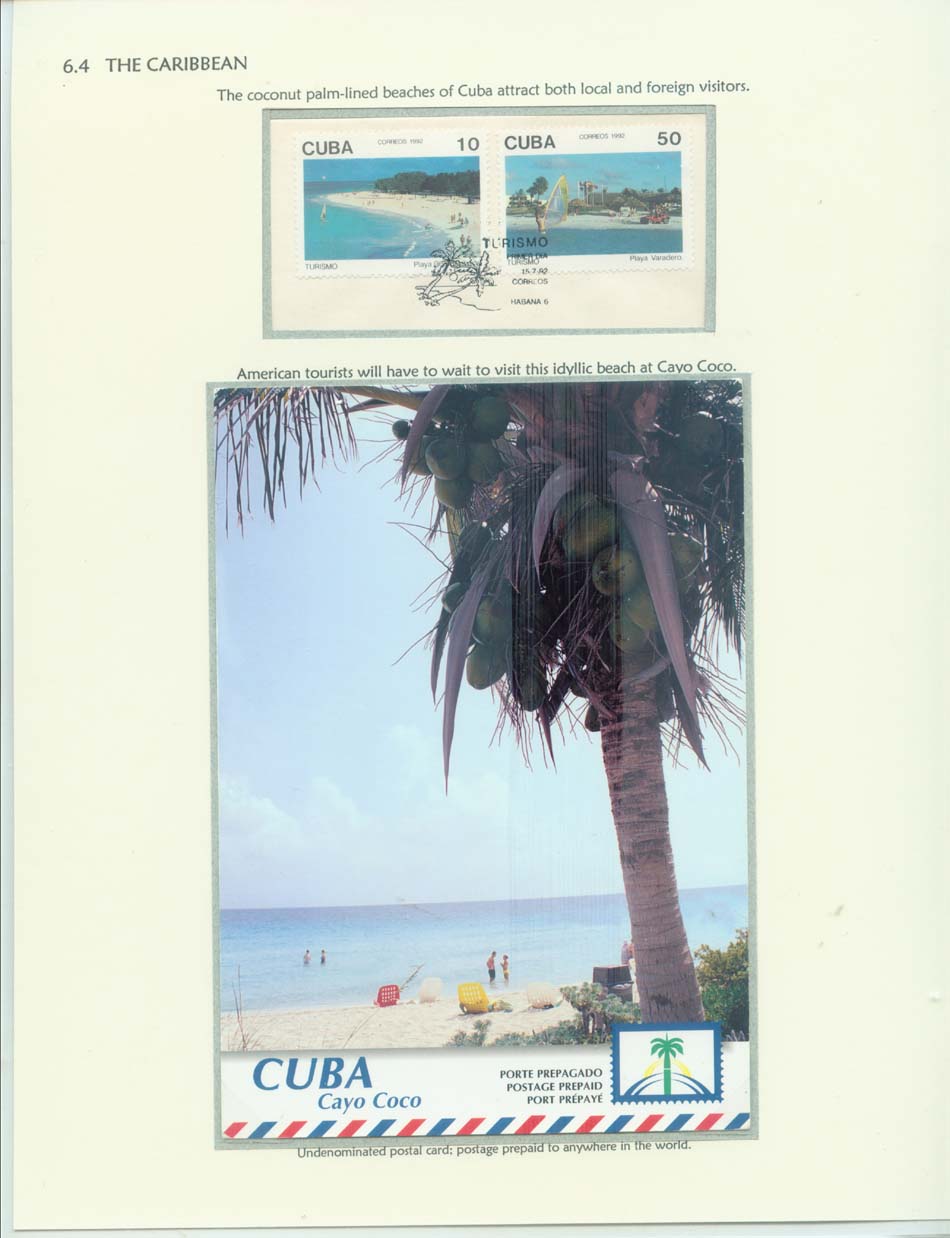 6.4 THE CARIBBEAN
The coconut palm-lined beaches of Cuba attract both local and foreign visitors.
CUBA CORREOS 1992 10
CUBA CORREOS 1992 50
TURISMO Playa
Playa Varadero
TURISMO
PRIMER DIA
TURISMO
15.7.92
CORREOS
HABANA 6
American tourists will have to wait to visit this idyllic beach at Cayo Coco.
CUBA
Cayo Coco
PORTE PREPAGADO
POSTAGE PREPAID
PORT PRÉPAYÉ
Undenominated postal card; postage prepaid to anywhere in the world.